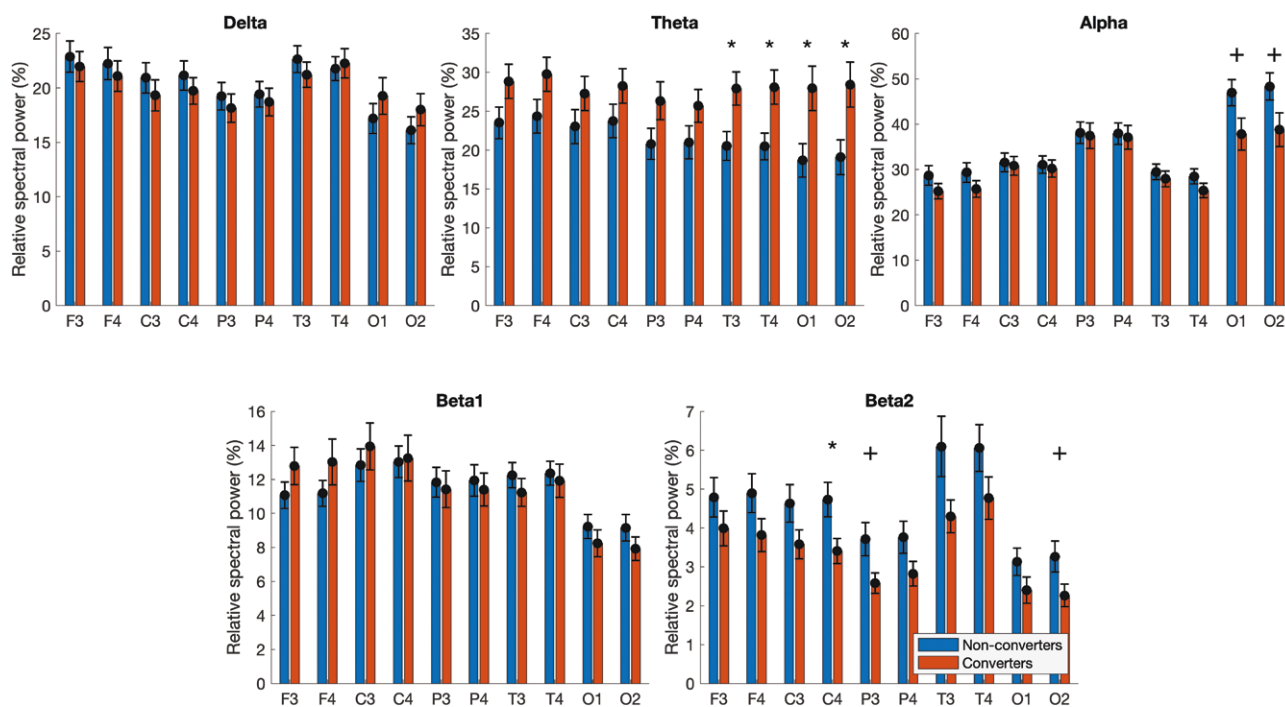 Delta
Relative spectral power (%)
25
20
15
10
5
0
F3 F4 C3 C4 P3 P4 T3 T4 O1 O2
Theta
Relative spectral power (%)
35
30
25
20
15
10
5
0
* * * *
F3 F4 C3 C4 P3 P4 T3 T4 O1 O2
Alpha
Relative spectral power (%)
60
50
40
30
20
10
0
+ +
F3 F4 C3 C4 P3 P4 T3 T4 O1 O2
Beta1
Relative spectral power (%)
16
14
12
10
8
6
4
2
0
F3 F4 C3 C4 P3 P4 T3 T4 O1 O2
Beta2
Relative spectral power (%)
7
6
5
4
3
2
1
0
* + +
Non-converters
Converters
F3 F4 C3 C4 P3 P4 T3 T4 O1 O2